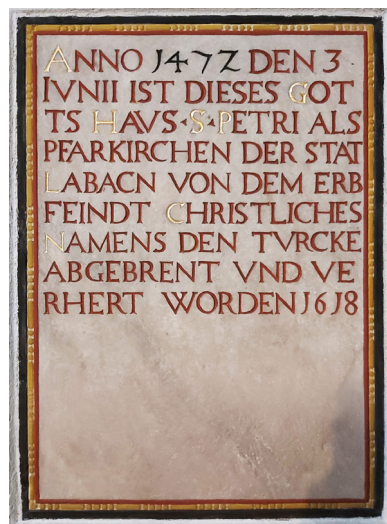 ANNO 1472 DEN 3
IVNII IST DIESES GOT
TS HAVS·S·PETRI ALS
PFARKIRCHEN DER STAT
LABACN VON DEM ERB
FEINDT CHRISTLICHES
NAMENS DEN TVRCKE
ABGEBRENT VND VE
RHERT WORDEN 1618